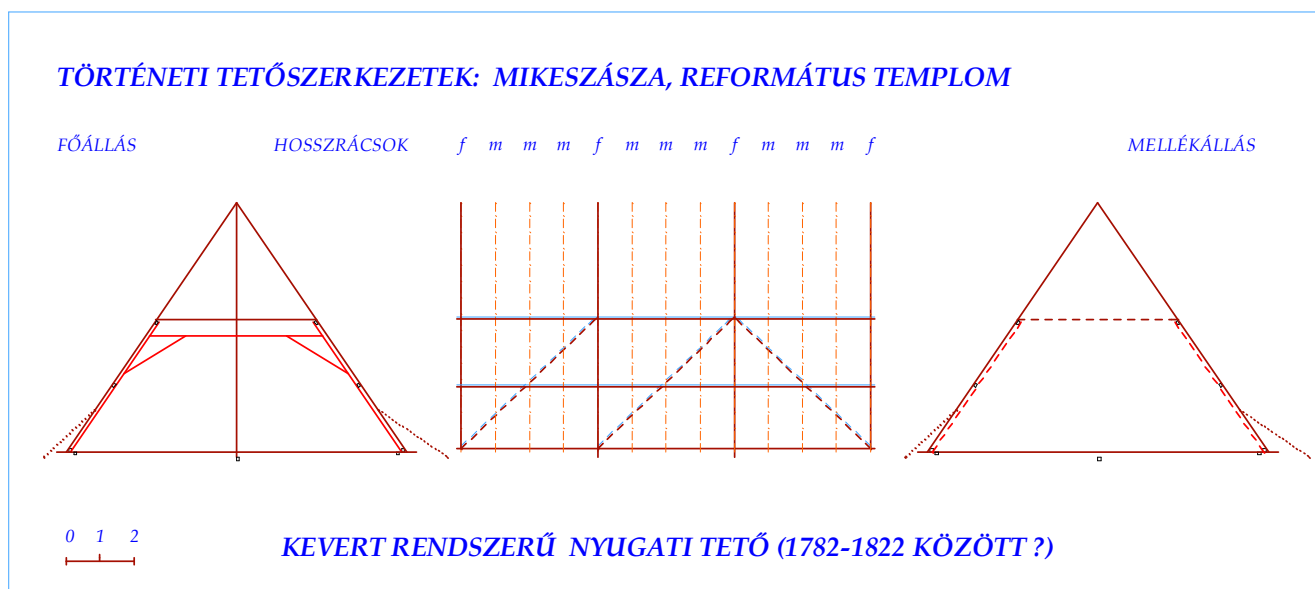 TÖRTÉNETI TETŐSZERKEZETEK: MIKESZÁSZA, REFORMÁTUS TEMPLOM
FŐÁLLÁS HOSSZRÁCSOK f m m m f m m m f m m m f MELLÉKÁLLÁS
0 1 2
KEVERT RENDSZERŰ NYUGATI TETŐ (1782-1822 KÖZÖTT ?)